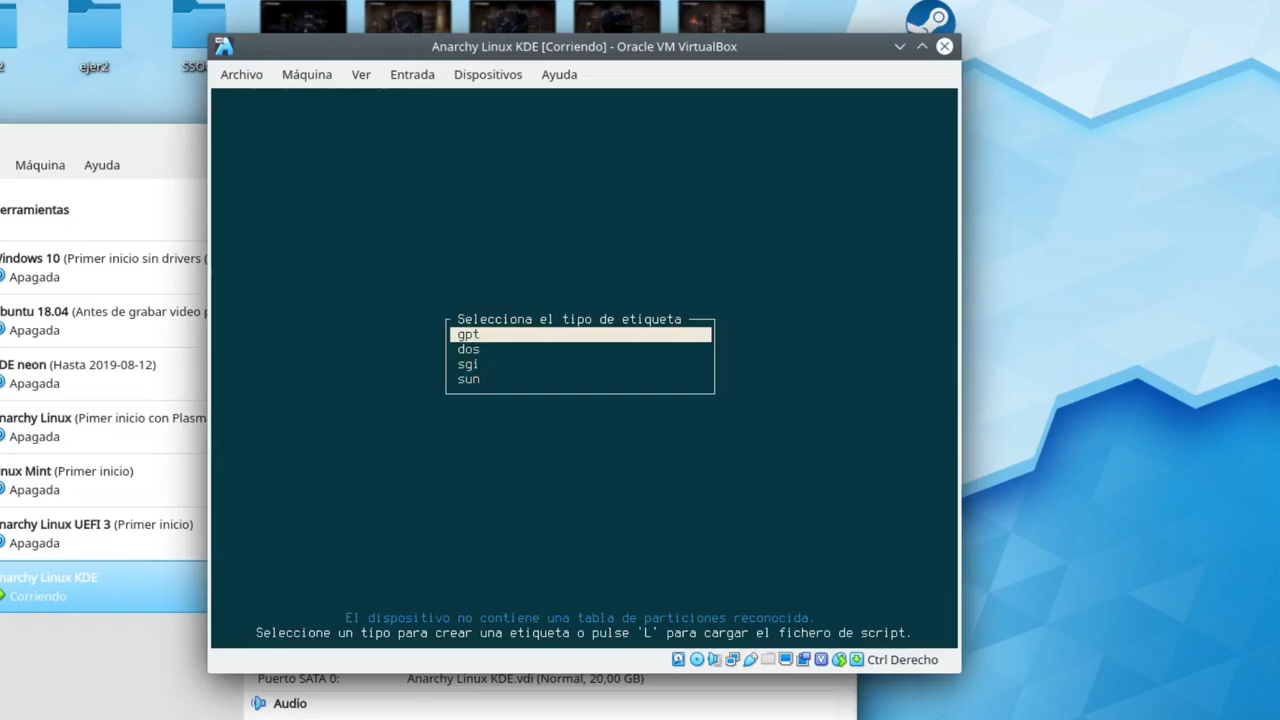 2
ejer2
SSO
Anarchy Linux KDE [Corriendo] - Oracle VM VirtualBox
Archivo Máquina Ver Entrada Dispositivos Ayuda
Máquina Ayuda
erramientas
Windows 10 (Primer inicio sin drivers (
Apagada
buntu 18.04 (Antes de grabar video p
Apagada
DE neon (Hasta 2019-08-12)
Apagada
narchy Linux (Pimer inicio con Plasm
Apagada
nux Mint (Primer inicio)
Apagada
narchy Linux UEFI 3 (Primer inicio)
Apagada
narchy Linux KDE
Corriendo
Selecciona el tipo de etiqueta
gpt
dos
sgi
sun
El dispositivo no contiene una tabla de particiones reconocida.
Seleccione un tipo para crear una etiqueta o pulse 'L' para cargar el fichero de script.
Ctrl Derecho
Puerto SATA 0: Anarchy Linux KDE.vdi (Normal, 20,00 GB)
Audio